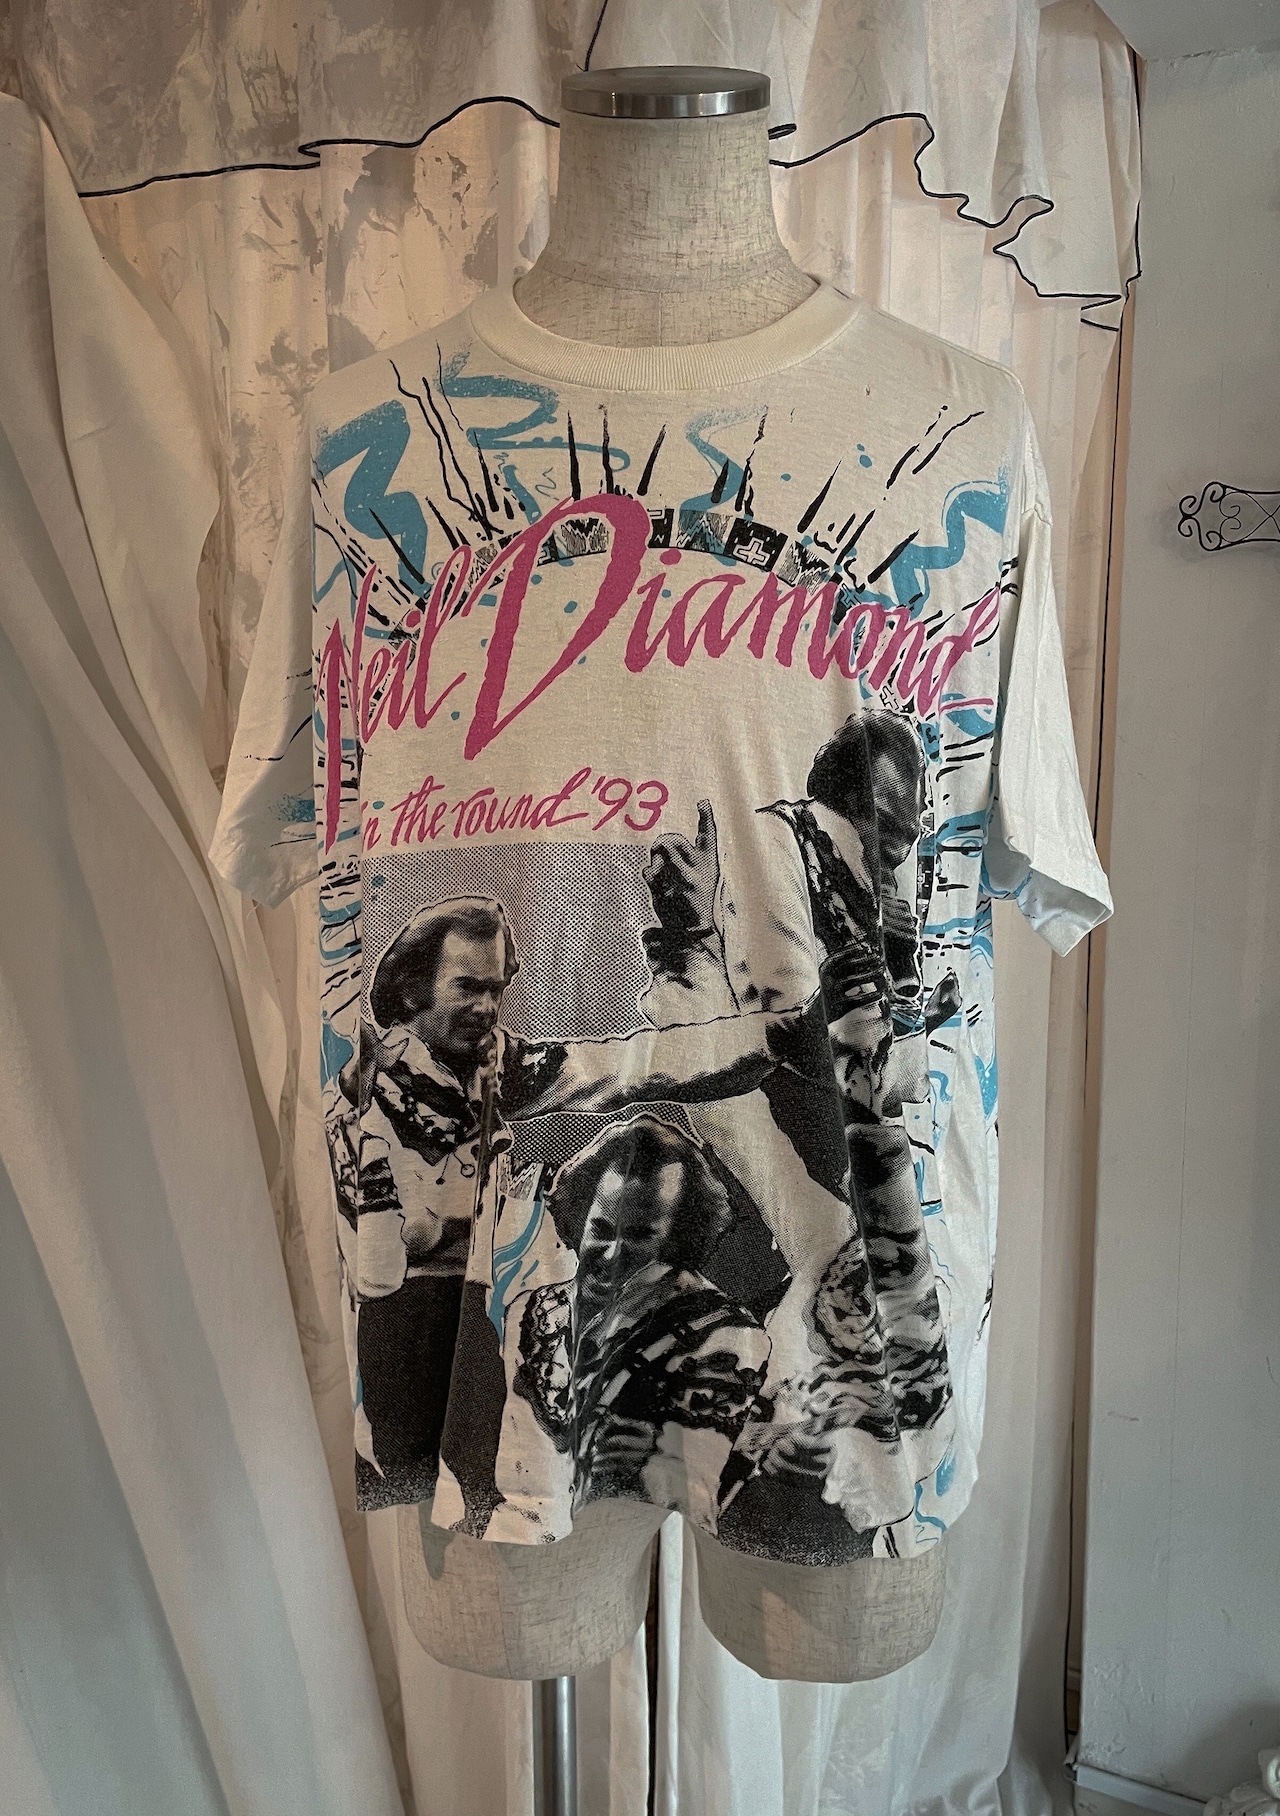 Neil Diamond
in the round '93